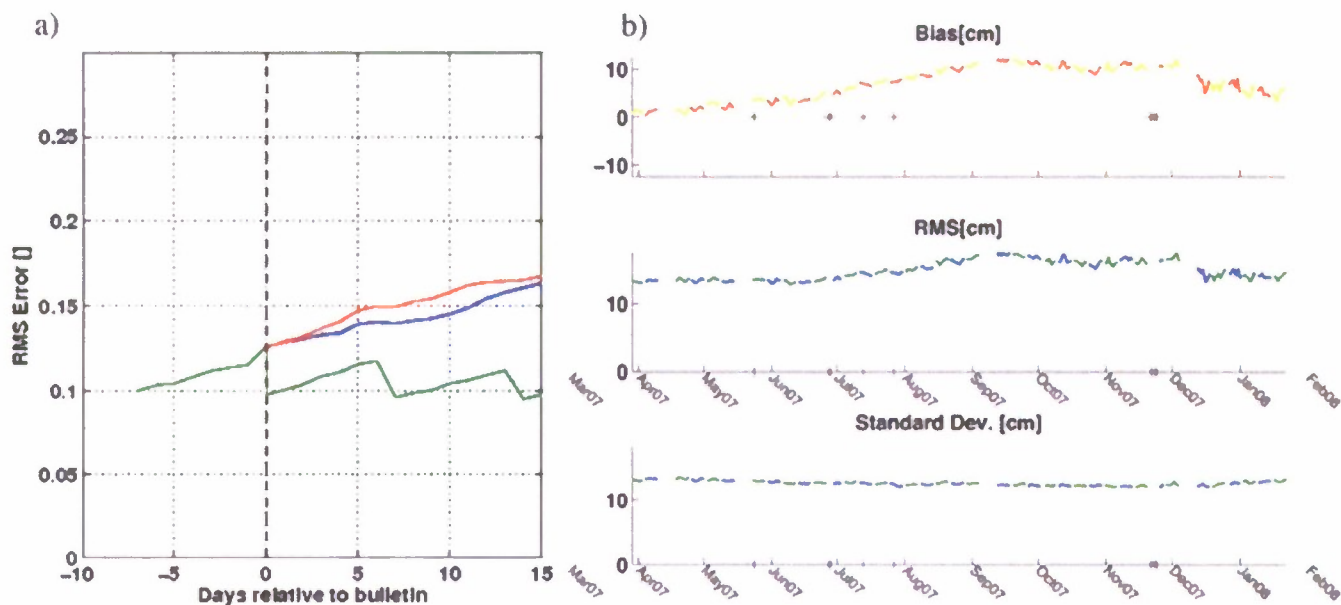 a)
0.25
0.2
0.15
0.1
0.05
0
RMS Error []
-10 -5 0 5 10 15
Days relative to bulletin
b)
Bias[cm]
10
0
-10
RMS[cm]
10
0
Mar07 Apr07 May07 Jun07 Jul07 Aug07 Sep07 Oct07 Nov07 Dec07 Jan08 Feb08
Standard Dev. [cm]
10
0
Mar07 Apr07 May07 Jun07 Jul07 Aug07 Sep07 Oct07 Nov07 Dec07 Jan08 Feb08